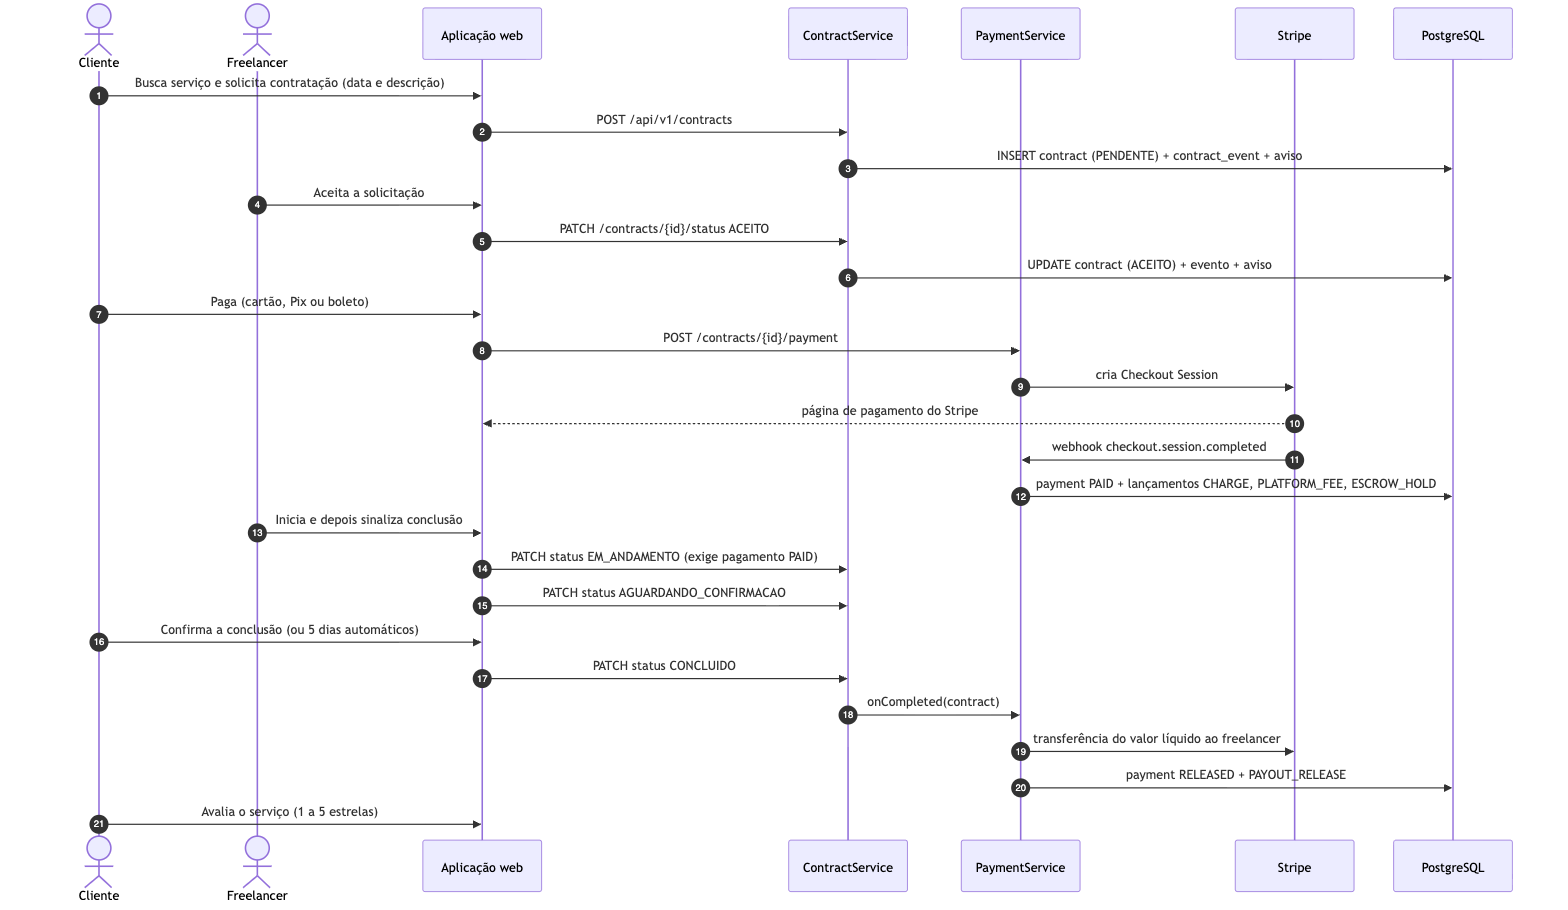 Cliente
Freelancer
Aplicação web
ContractService
PaymentService
Stripe
PostgreSQL
1 Busca serviço e solicita contratação (data e descrição)
2 POST /api/v1/contracts
3 INSERT contract (PENDENTE) + contract_event + aviso
4 Aceita a solicitação
5 PATCH /contracts/{id}/status ACEITO
6 UPDATE contract (ACEITO) + evento + aviso
7 Paga (cartão, Pix ou boleto)
8 POST /contracts/{id}/payment
9 cria Checkout Session
página de pagamento do Stripe 10
webhook checkout.session.completed 11
12 payment PAID + lançamentos CHARGE, PLATFORM_FEE, ESCROW_HOLD
13 Inicia e depois sinaliza conclusão
14 PATCH status EM_ANDAMENTO (exige pagamento PAID)
15 PATCH status AGUARDANDO_CONFIRMACAO
16 Confirma a conclusão (ou 5 dias automáticos)
17 PATCH status CONCLUIDO
18 onCompleted(contract)
19 transferência do valor líquido ao freelancer
20 payment RELEASED + PAYOUT_RELEASE
21 Avalia o serviço (1 a 5 estrelas)
Cliente
Freelancer
Aplicação web
ContractService
PaymentService
Stripe
PostgreSQL